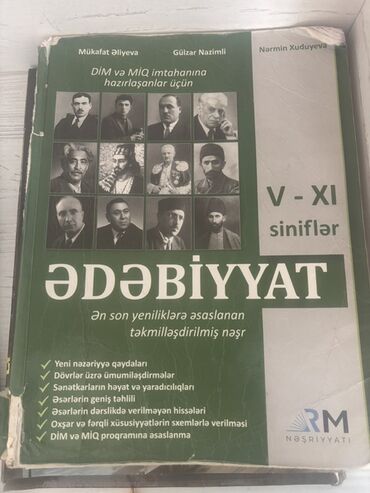 Mükafat Əliyeva Gülzar Nazimli Nərmin Xuduyeva
DİM və MİQ imtahanına
hazırlaşanlar üçün
V - XI
siniflər
ƏDƏBİYYAT
Ən son yeniliklərə əsaslanan
təkmilləşdirilmiş nəşr
Yeni nəzəriyyə qaydaları
Dövrlər üzrə ümumiləşdirmələr
Sənətkarların həyat və yaradıcılıqları
Əsərlərin geniş təhlili
Əsərlərin dərslikdə verilməyən hissələri
Oxşar və fərqli xüsusiyyətlərin sxemlərlə verilməsi
DİM və MİQ proqramına əsaslanma
RM
NƏŞRİYYATI